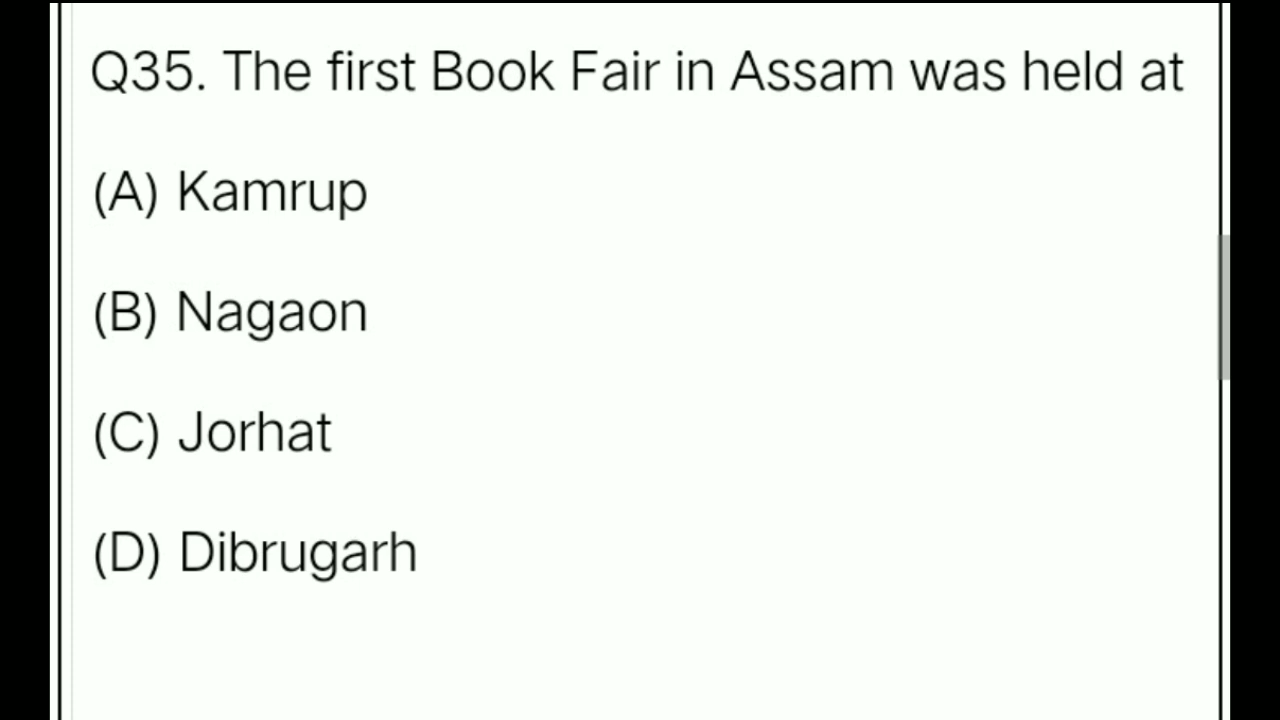 Q35. The first Book Fair in Assam was held at
(A) Kamrup
(B) Nagaon
(C) Jorhat
(D) Dibrugarh